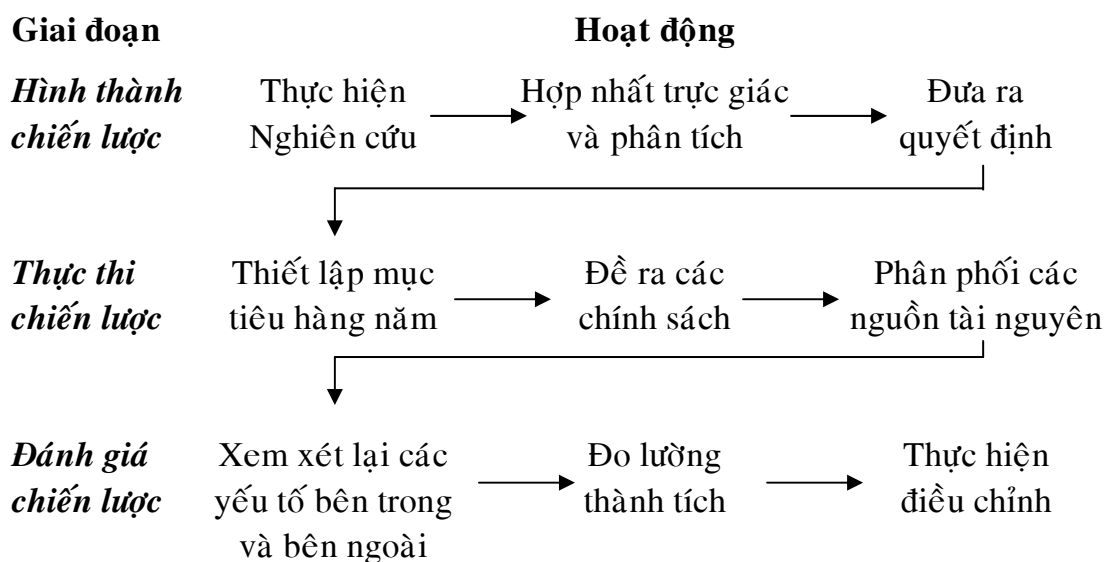 Giai đoạn Hoạt động
Hình thành Thực hiện Hợp nhất trực giác Đưa ra
chiến lược Nghiên cứu và phân tích quyết định
Thực thi Thiết lập mục Đề ra các Phân phối các
chiến lược tiêu hàng năm chính sách nguồn tài nguyên
Đánh giá Xem xét lại các Đo lường Thực hiện
chiến lược yếu tố bên trong thành tích điều chỉnh
và bên ngoài